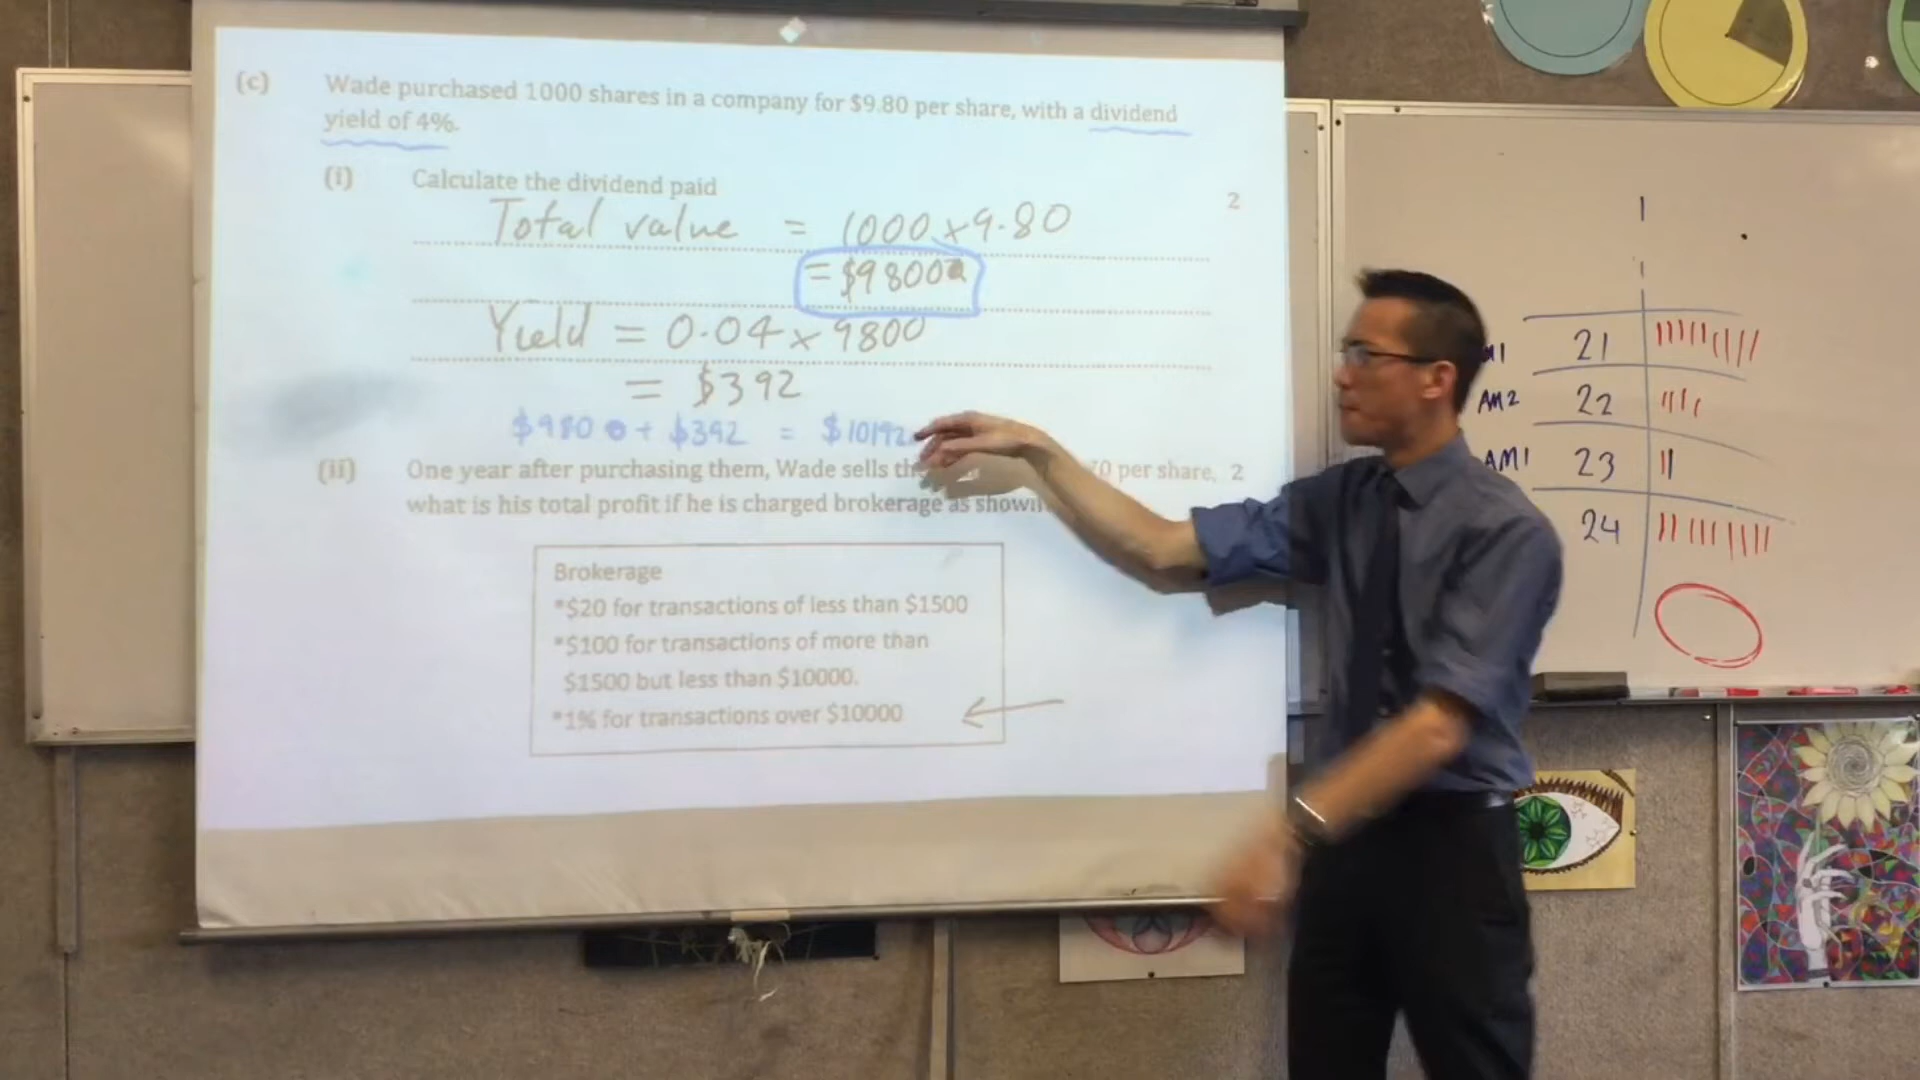 (c) Wade purchased 1000 shares in a company for $9.80 per share, with a dividend
yield of 4%.
(i) Calculate the dividend paid 2
Total value = 1000 x 9.80
= $9800
Yield = 0.04 x 9800
= $392
$9800 + $392 = $10192
(ii) One year after purchasing them, Wade sells per share, 2
what is his total profit if he is charged brokerage as shown
Brokerage
*$20 for transactions of less than $1500
*$100 for transactions of more than
$1500 but less than $10000.
*1% for transactions over $10000
21
AM2 22
AM1 23
24